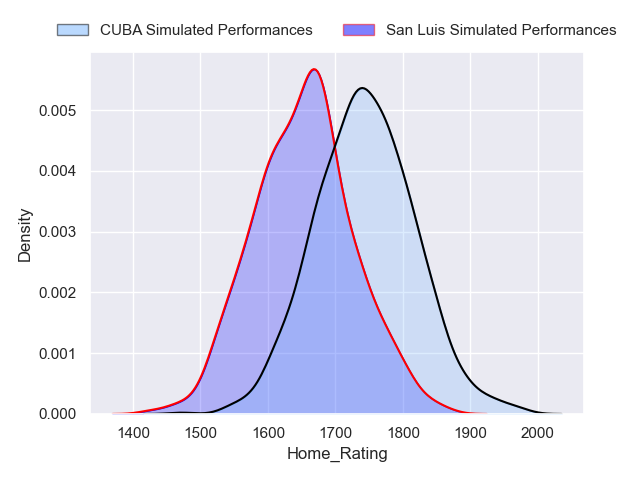 CUBA Simulated Performances San Luis Simulated Performances
0.005
0.004
0.003
0.002
0.001
0.000
Density
1400 1500 1600 1700 1800 1900 2000
Home_Rating